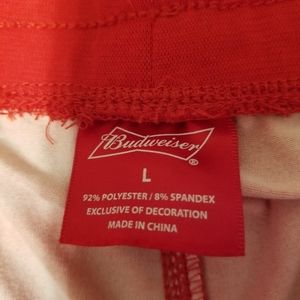 Budweiser®
L
92% POLYESTER / 8% SPANDEX
EXCLUSIVE OF DECORATION
MADE IN CHINA